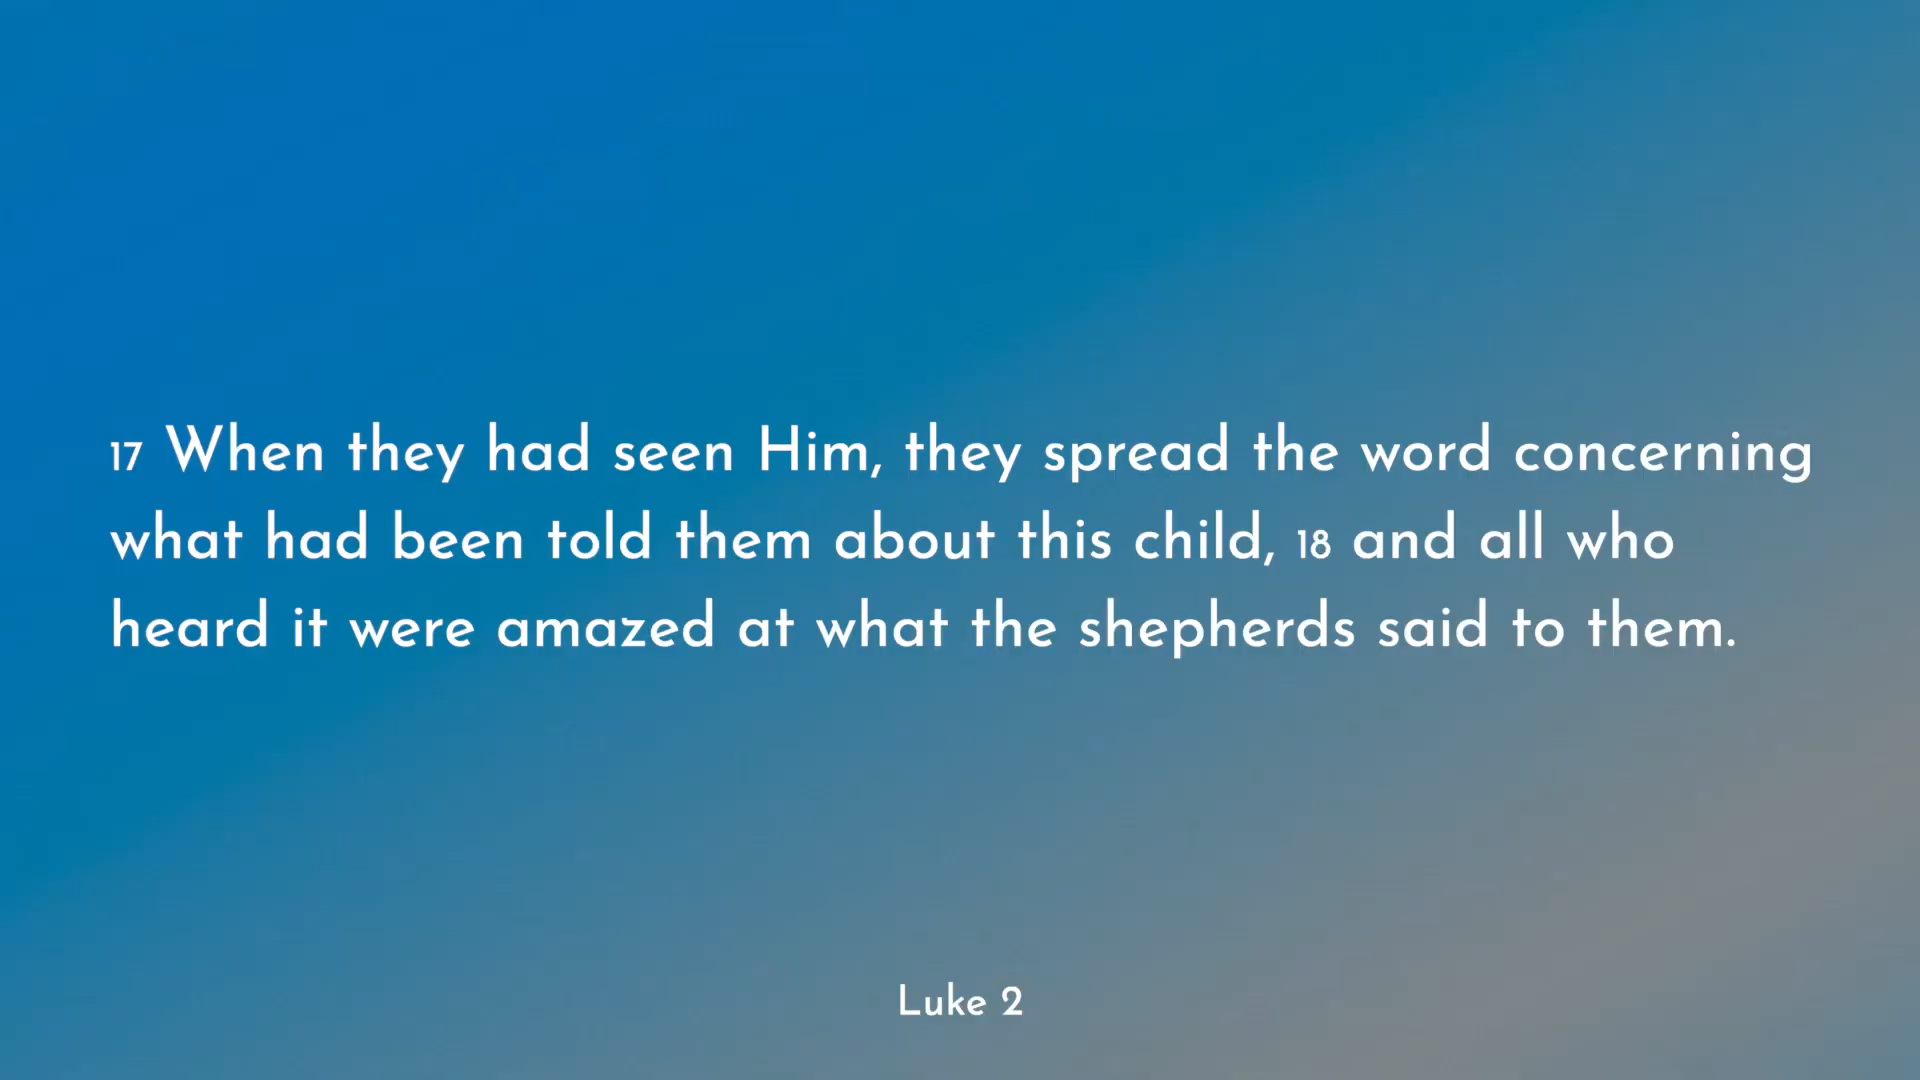 17 When they had seen Him, they spread the word concerning
what had been told them about this child, 18 and all who
heard it were amazed at what the shepherds said to them.
Luke 2